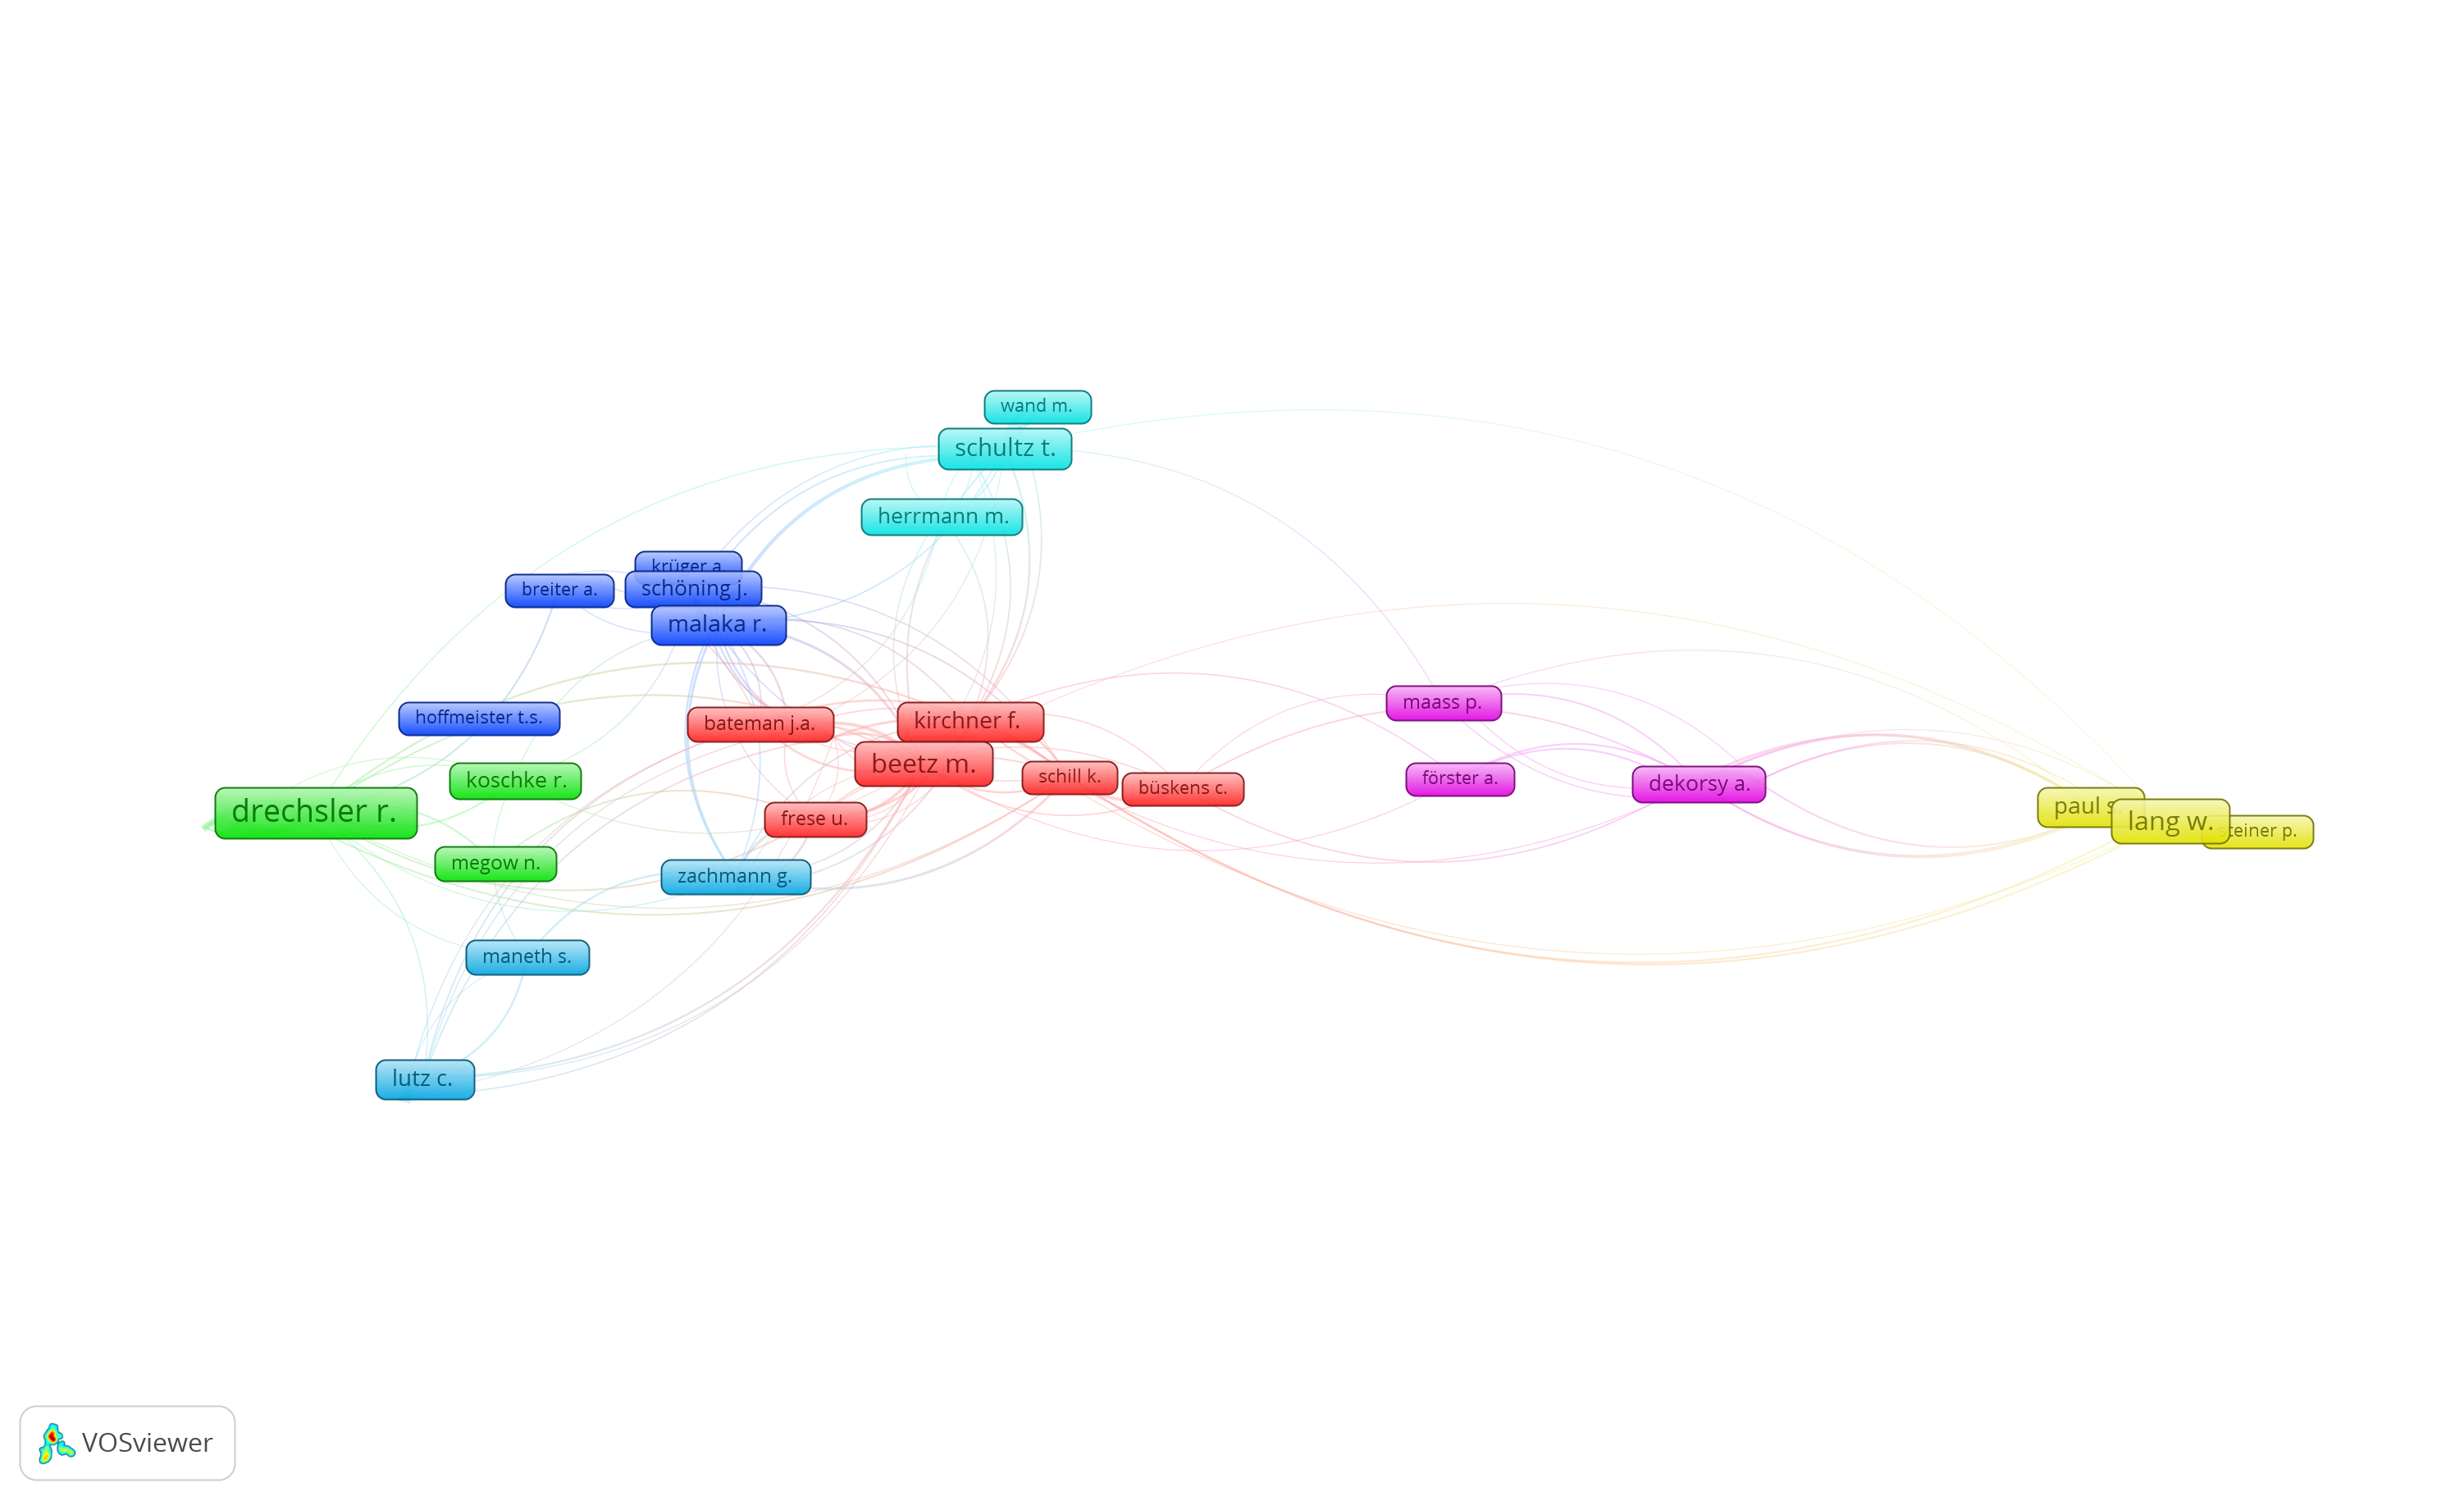 wand m.
schultz t.
herrmann m.
krüger a.
breiter a.
schöning j.
malaka r.
hoffmeister t.s.
bateman j.a.
kirchner f.
maass p.
beetz m.
schill k.
büskens c.
förster a.
dekorsy a.
koschke r.
drechsler r.
frese u.
paul s.
lang w.
teiner p.
megow n.
zachmann g.
maneth s.
lutz c.
VOSviewer